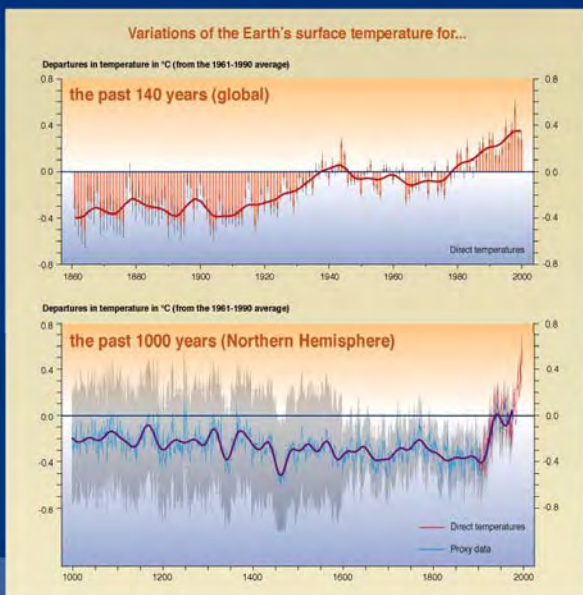 Variations of the Earth's surface temperature for...
Departures in temperature in °C (from the 1961-1990 average)
the past 140 years (global)
0.8 0.8
0.4 0.4
0.0 0.0
-0.4 -0.4
-0.8 -0.8
Direct temperatures
1860 1880 1900 1920 1940 1960 1980 2000
Departures in temperature in °C (from the 1961-1990 average)
the past 1000 years (Northern Hemisphere)
0.8 0.8
0.4 0.4
0.0 0.0
-0.4 -0.4
-0.8 -0.8
Direct temperatures
Proxy data
1000 1200 1400 1600 1800 2000